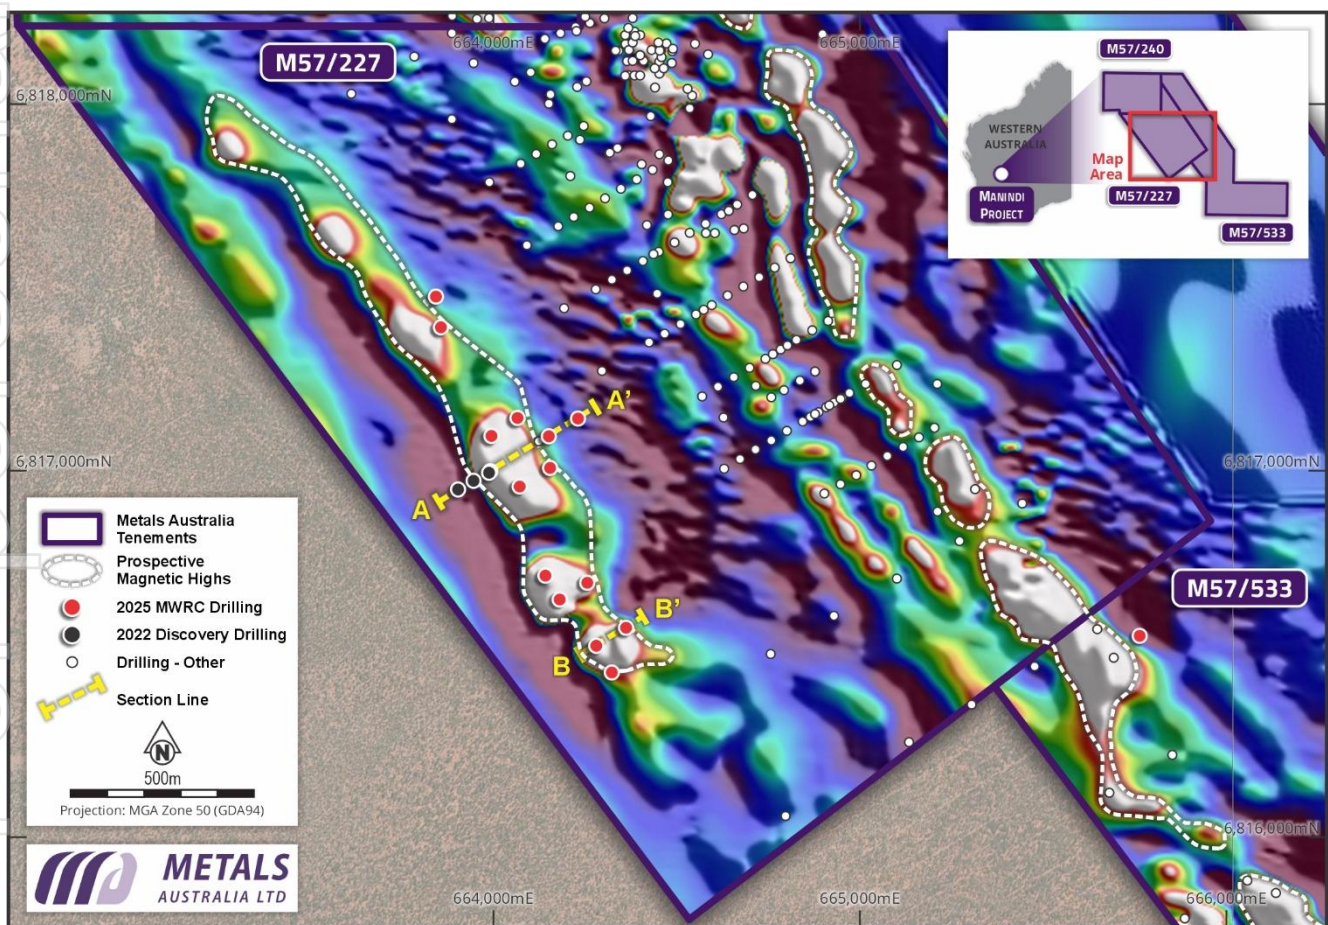 M57/227
664,000mE
665,000mE
6,818,000mN
M57/240
WESTERN
AUSTRALIA
Map
Area
MANINDI
PROJECT
M57/227
M57/533
A'
A
6,817,000mN
6,817,000mN
B'
B
M57/533
Metals Australia
Tenements
Prospective
Magnetic Highs
2025 MWRC Drilling
2022 Discovery Drilling
Drilling - Other
Section Line
N
500m
Projection: MGA Zone 50 (GDA94)
6,816,000mN
METALS
AUSTRALIA LTD
664,000mE
665,000mE
666,000mE